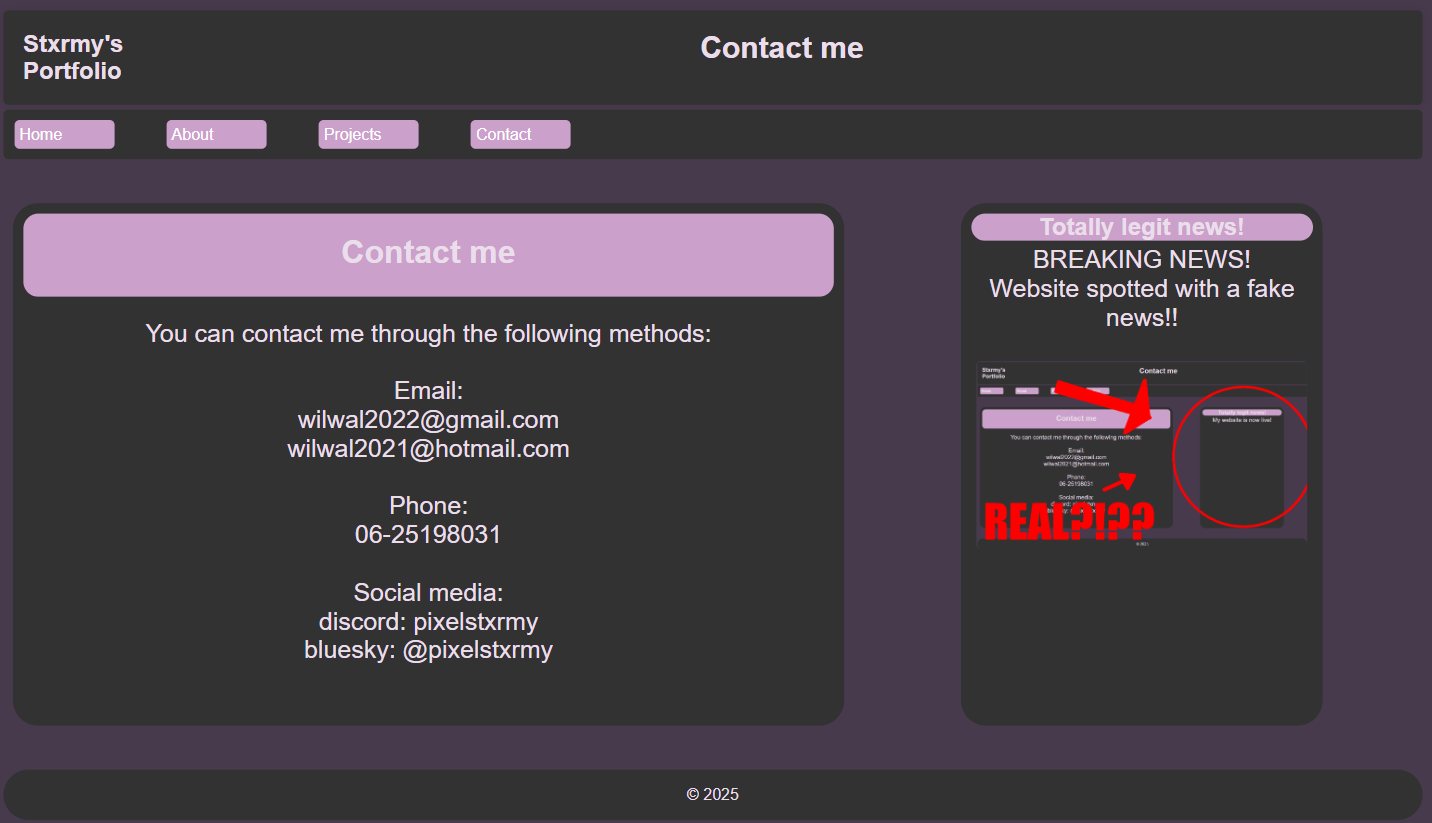 Stxrmy's
Portfolio
Contact me
Home
About
Projects
Contact
Contact me
You can contact me through the following methods:
Email:
wilwal2022@gmail.com
wilwal2021@hotmail.com
Phone:
06-25198031
Social media:
discord: pixelstxrmy
bluesky: @pixelstxrmy
Totally legit news!
BREAKING NEWS!
Website spotted with a fake
news!!
Stxrmy's
Portfolio
Contact me
Contact me
You can contact me through the following methods:
Email:
wilwal2022@gmail.com
wilwal2021@hotmail.com
Phone:
06-25198031
Social media:
Totally legit news!
My website is now live!
REAL?!??
© 2025